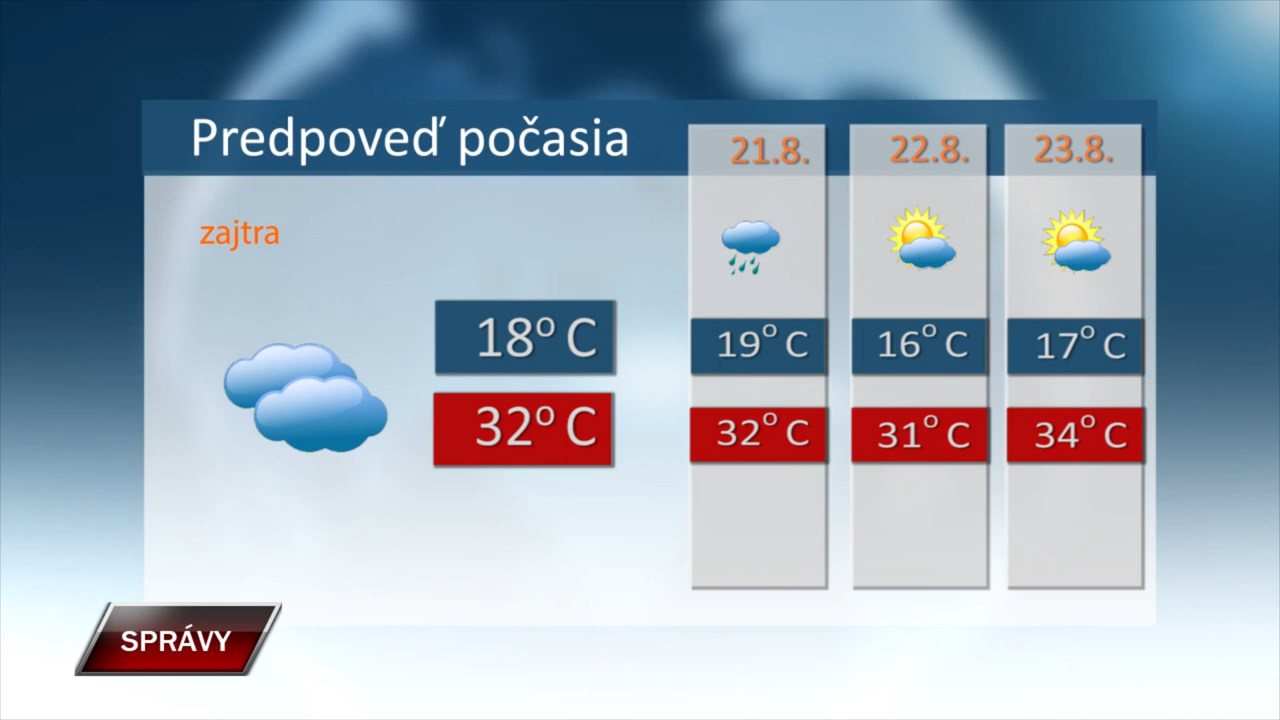 Predpoveď počasia
zajtra
18° C
32° C
21.8.
19° C
32° C
22.8.
16° C
31° C
23.8.
17° C
34° C
SPRÁVY